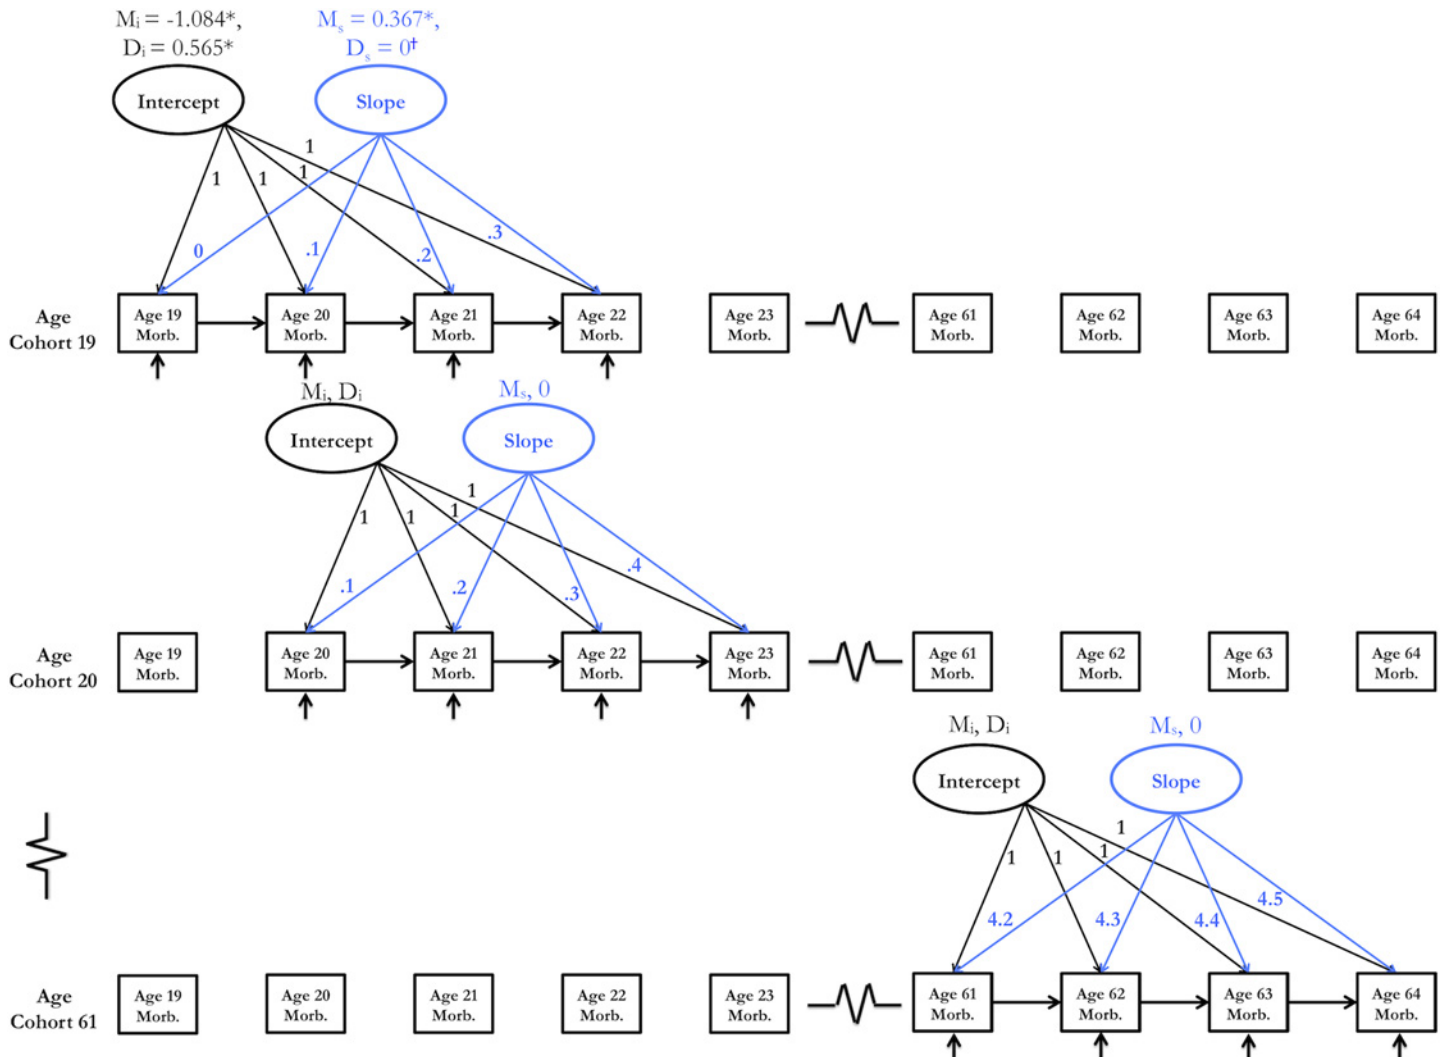 Mᵢ = -1.084*,
Dᵢ = 0.565*
Mₛ = 0.367*,
Dₛ = 0†
Intercept
Slope
1
1
1
1
0
.1
.2
.3
Age
Cohort 19
Age 19
Morb.
Age 20
Morb.
Age 21
Morb.
Age 22
Morb.
Age 23
Morb.
Age 61
Morb.
Age 62
Morb.
Age 63
Morb.
Age 64
Morb.
Mᵢ, Dᵢ
Mₛ, 0
Intercept
Slope
1
1
1
1
.1
.2
.3
.4
Age
Cohort 20
Age 19
Morb.
Age 20
Morb.
Age 21
Morb.
Age 22
Morb.
Age 23
Morb.
Age 61
Morb.
Age 62
Morb.
Age 63
Morb.
Age 64
Morb.
Mᵢ, Dᵢ
Mₛ, 0
Intercept
Slope
1
1
1
1
4.2
4.3
4.4
4.5
Age
Cohort 61
Age 19
Morb.
Age 20
Morb.
Age 21
Morb.
Age 22
Morb.
Age 23
Morb.
Age 61
Morb.
Age 62
Morb.
Age 63
Morb.
Age 64
Morb.